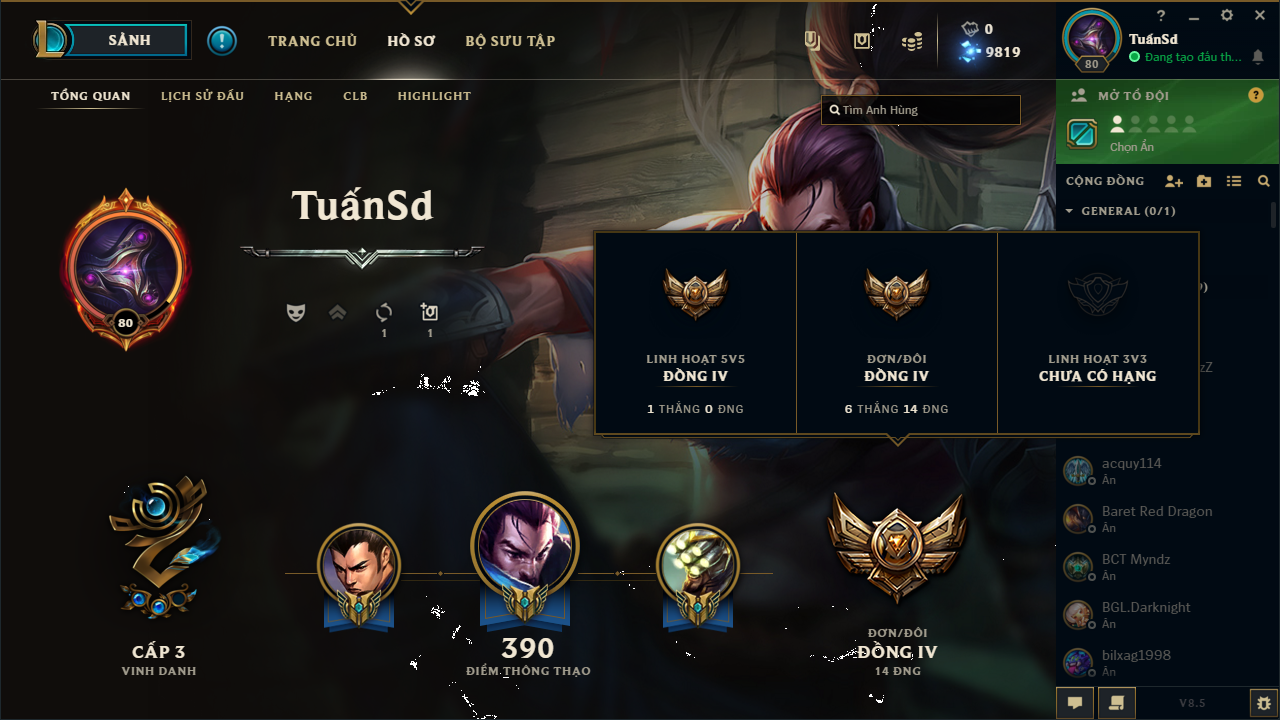 SẢNH
TRANG CHỦ
HỒ SƠ
BỘ SƯU TẬP
0
9819
TuấnSd
80
Đang tạo đấu th...
TỔNG QUAN
LỊCH SỬ ĐẤU
HẠNG
CLB
HIGHLIGHT
Tìm Anh Hùng
MỞ TỔ ĐỘI
Chọn Ẩn
CỘNG ĐỒNG
GENERAL (0/1)
TuấnSd
80
1
1
LINH HOẠT 5V5
ĐỒNG IV
1 THẮNG 0 ĐNG
ĐƠN/ĐÔI
ĐỒNG IV
6 THẮNG 14 ĐNG
LINH HOẠT 3V3
CHƯA CÓ HẠNG
zZ
acquy114
Ẩn
Baret Red Dragon
Ẩn
BCT Myndz
Ẩn
BGL.Darknight
Ẩn
bilxag1998
Ẩn
CẤP 3
VINH DANH
390
ĐIỂM THÔNG THẠO
ĐƠN/ĐÔI
ĐỒNG IV
14 ĐNG
V8.5